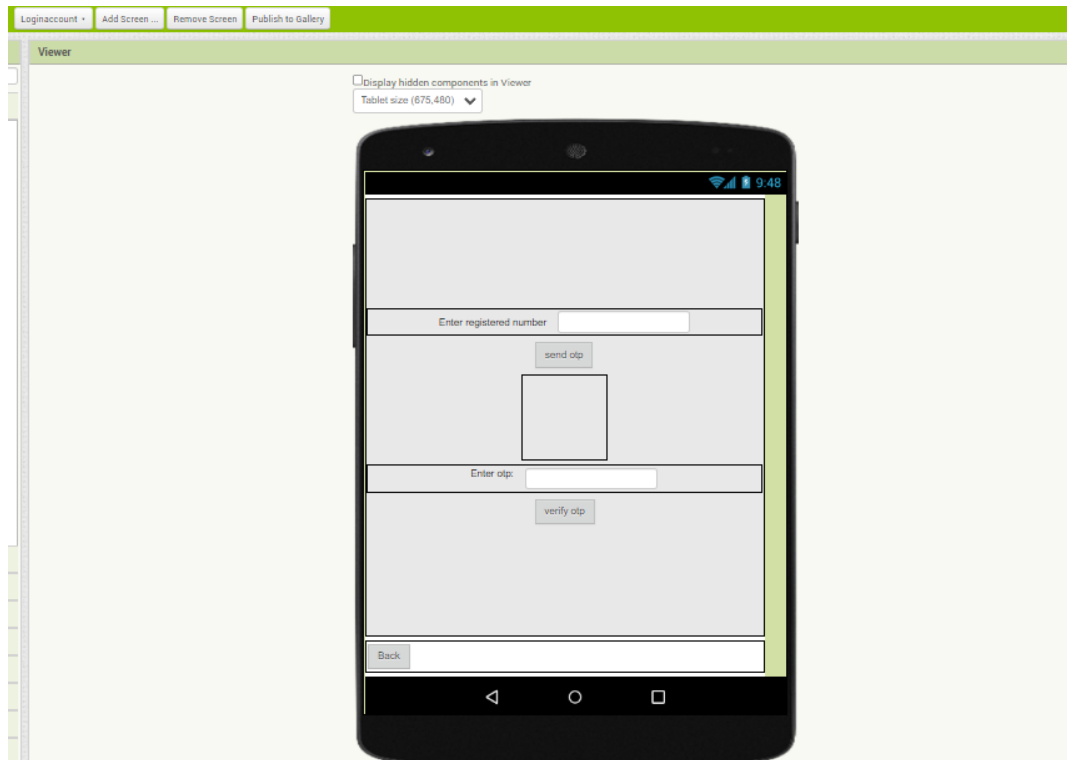 Loginaccount Add Screen ... Remove Screen Publish to Gallery
Viewer
Display hidden components in Viewer
Tablet size (675,480)
9:48
Enter registered number
send otp
Enter otp:
verify otp
Back